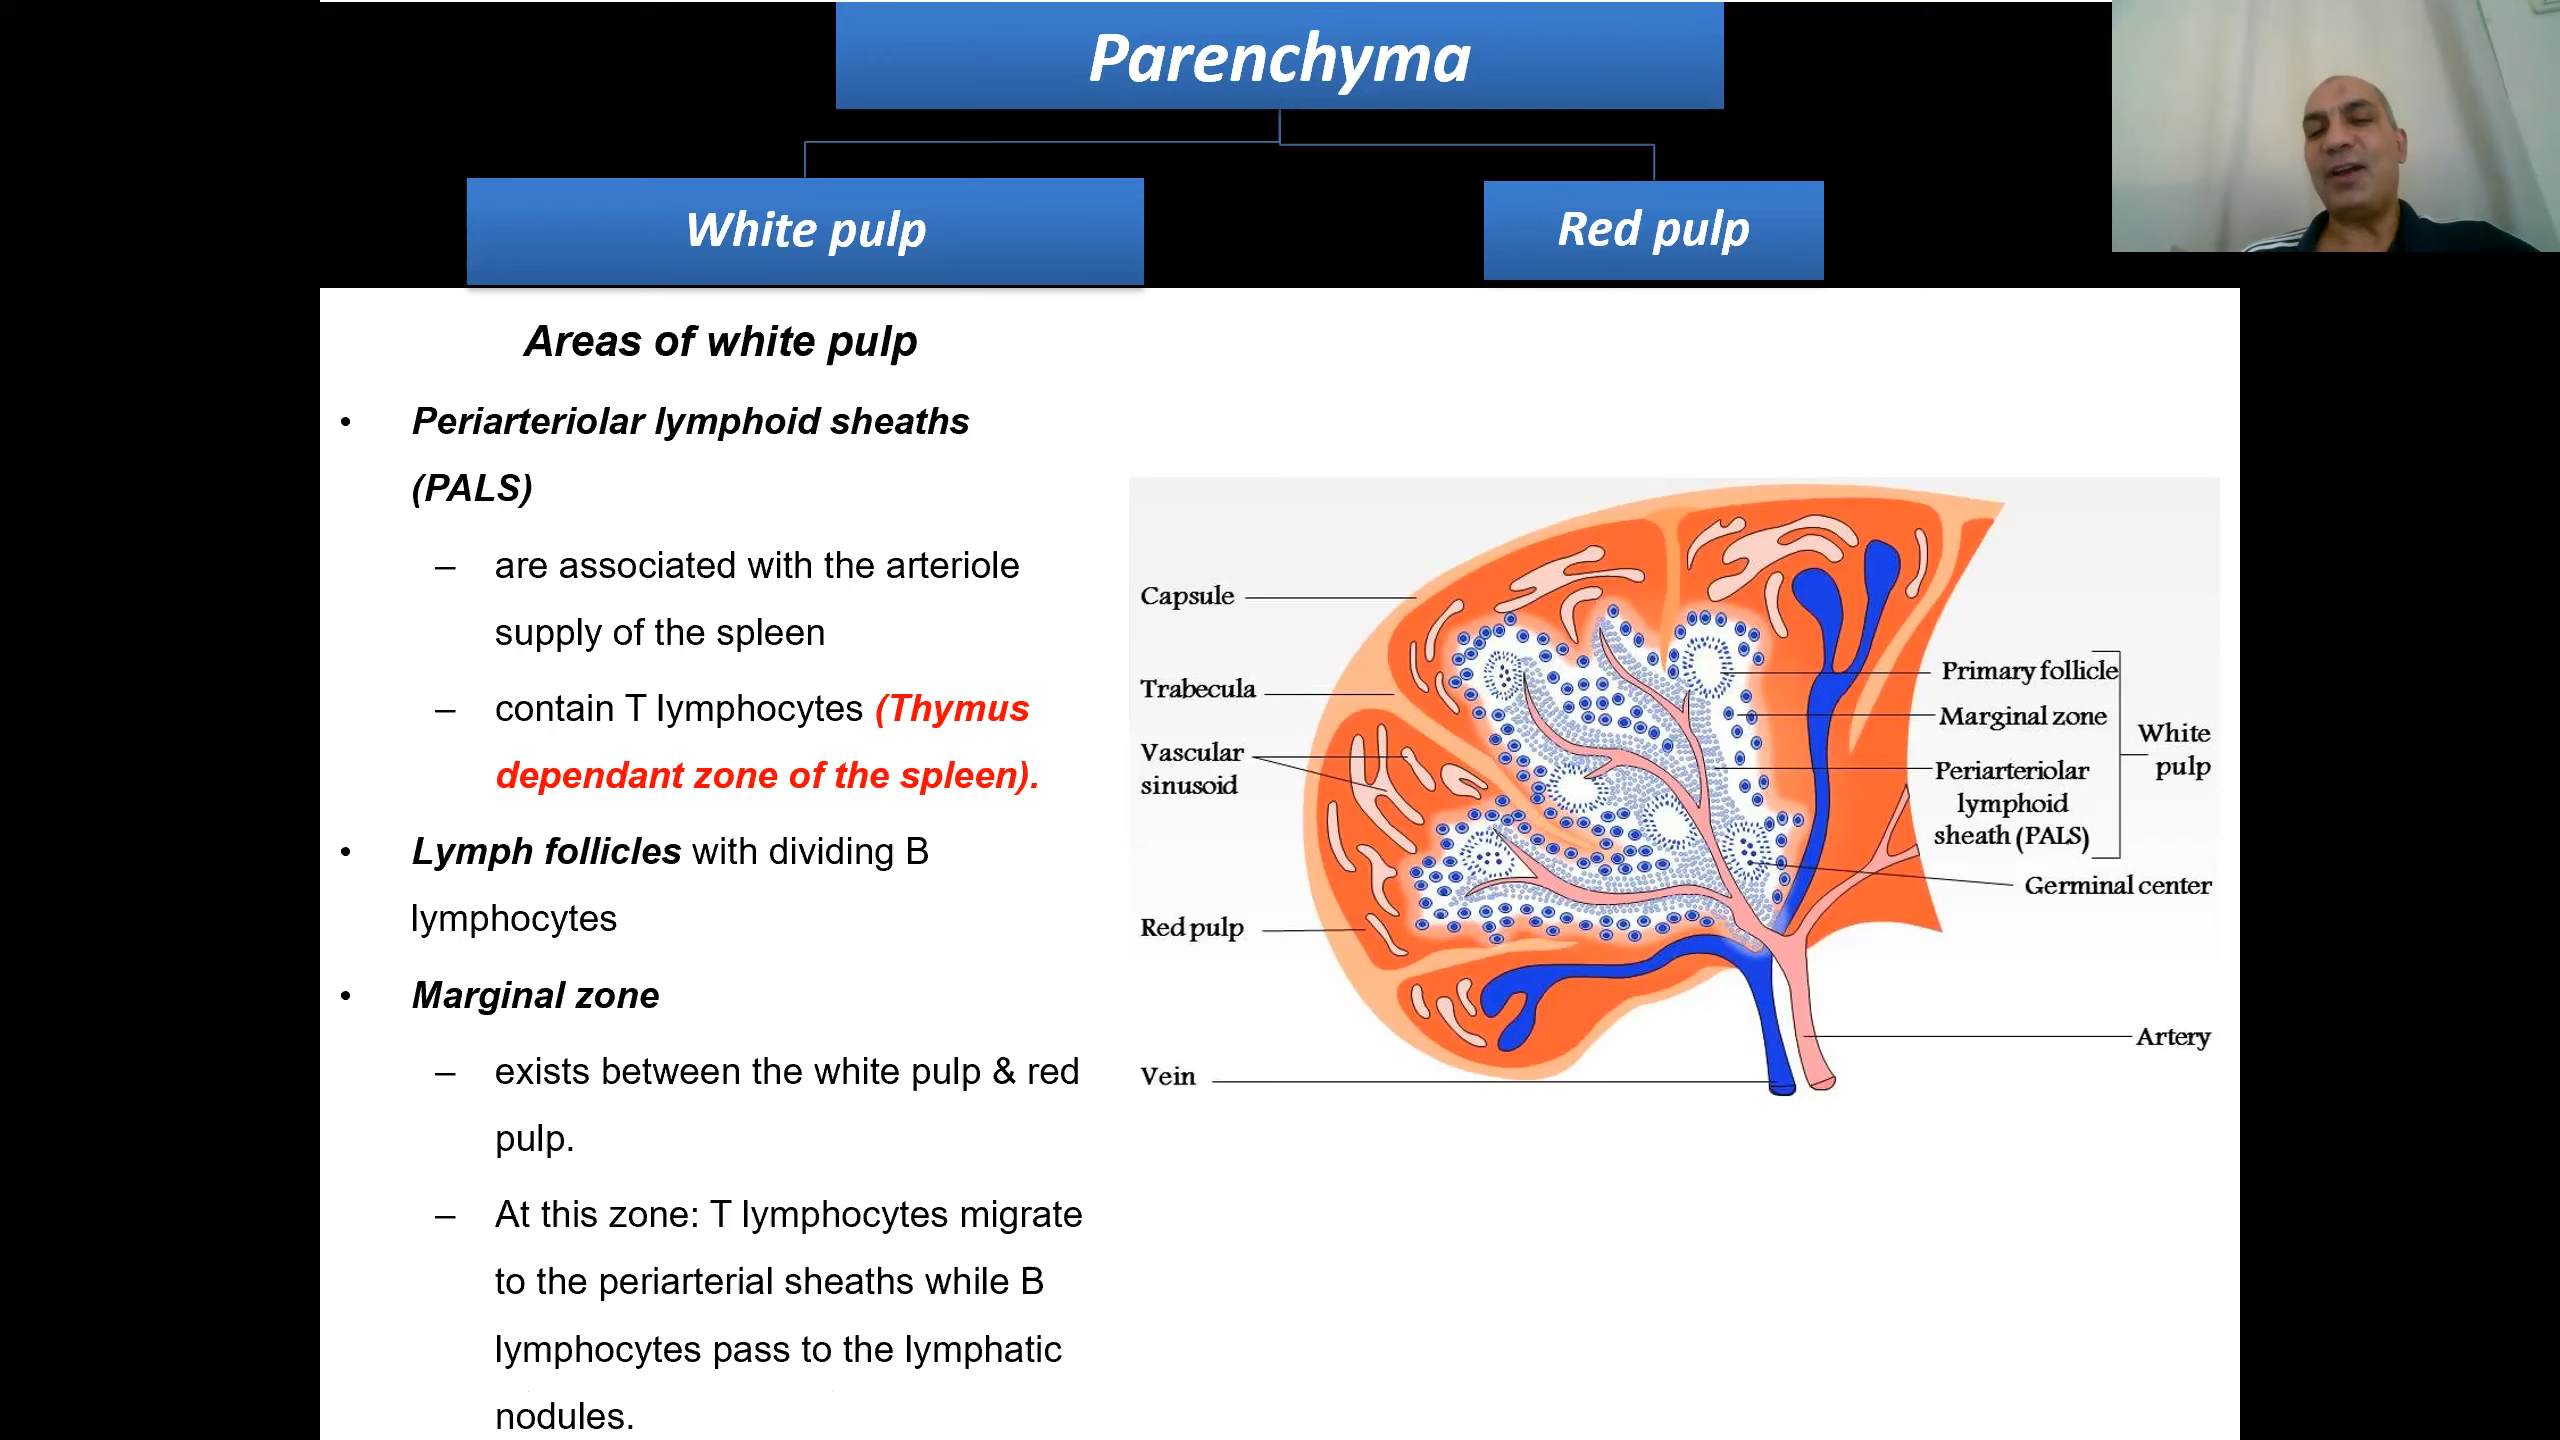 Parenchyma
White pulp
Red pulp
Areas of white pulp
• Periarteriolar lymphoid sheaths
(PALS)
– are associated with the arteriole
supply of the spleen
– contain T lymphocytes (Thymus
dependant zone of the spleen).
• Lymph follicles with dividing B
lymphocytes
• Marginal zone
– exists between the white pulp & red
pulp.
– At this zone: T lymphocytes migrate
to the periarterial sheaths while B
lymphocytes pass to the lymphatic
nodules.
Capsule
Trabecula
Vascular
sinusoid
Red pulp
Vein
Primary follicle
Marginal zone
Periarteriolar
lymphoid
sheath (PALS)
White
pulp
Germinal center
Artery